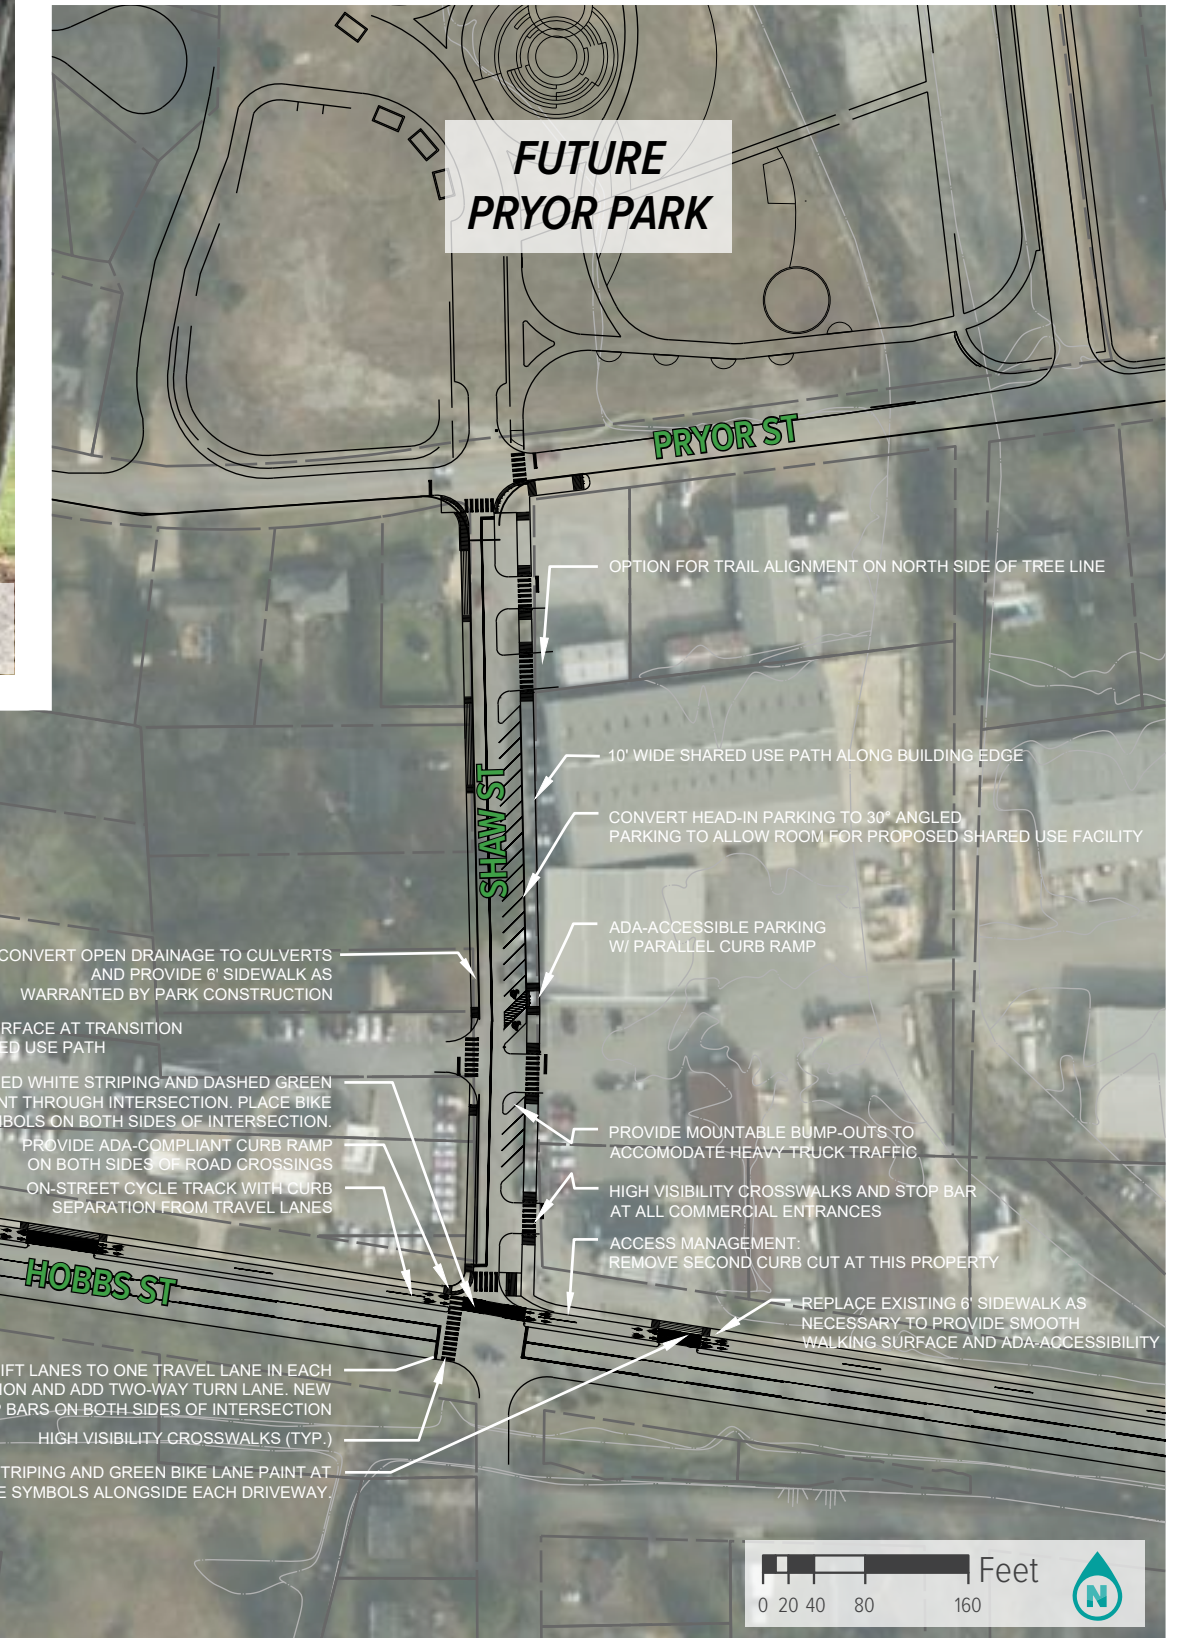 FUTURE
PRYOR PARK
PRYOR ST
OPTION FOR TRAIL ALIGNMENT ON NORTH SIDE OF TREE LINE
10' WIDE SHARED USE PATH ALONG BUILDING EDGE
SHAW ST
CONVERT HEAD-IN PARKING TO 30° ANGLED
PARKING TO ALLOW ROOM FOR PROPOSED SHARED USE FACILITY
ADA-ACCESSIBLE PARKING
W/ PARALLEL CURB RAMP
CONVERT OPEN DRAINAGE TO CULVERTS
AND PROVIDE 6' SIDEWALK AS
WARRANTED BY PARK CONSTRUCTION
RFACE AT TRANSITION
ED USE PATH
ED WHITE STRIPING AND DASHED GREEN
NT THROUGH INTERSECTION. PLACE BIKE
MBOLS ON BOTH SIDES OF INTERSECTION.
PROVIDE ADA-COMPLIANT CURB RAMP
ON BOTH SIDES OF ROAD CROSSINGS
ON-STREET CYCLE TRACK WITH CURB
SEPARATION FROM TRAVEL LANES
PROVIDE MOUNTABLE BUMP-OUTS TO
ACCOMODATE HEAVY TRUCK TRAFFIC.
HIGH VISIBILITY CROSSWALKS AND STOP BAR
AT ALL COMMERCIAL ENTRANCES
ACCESS MANAGEMENT:
REMOVE SECOND CURB CUT AT THIS PROPERTY
HOBBS ST
REPLACE EXISTING 6' SIDEWALK AS
NECESSARY TO PROVIDE SMOOTH
WALKING SURFACE AND ADA-ACCESSIBILITY
IFT LANES TO ONE TRAVEL LANE IN EACH
ION AND ADD TWO-WAY TURN LANE. NEW
P BARS ON BOTH SIDES OF INTERSECTION
HIGH VISIBILITY CROSSWALKS (TYP.)
STRIPING AND GREEN BIKE LANE PAINT AT
E SYMBOLS ALONGSIDE EACH DRIVEWAY.
Feet
0 20 40 80 160
N